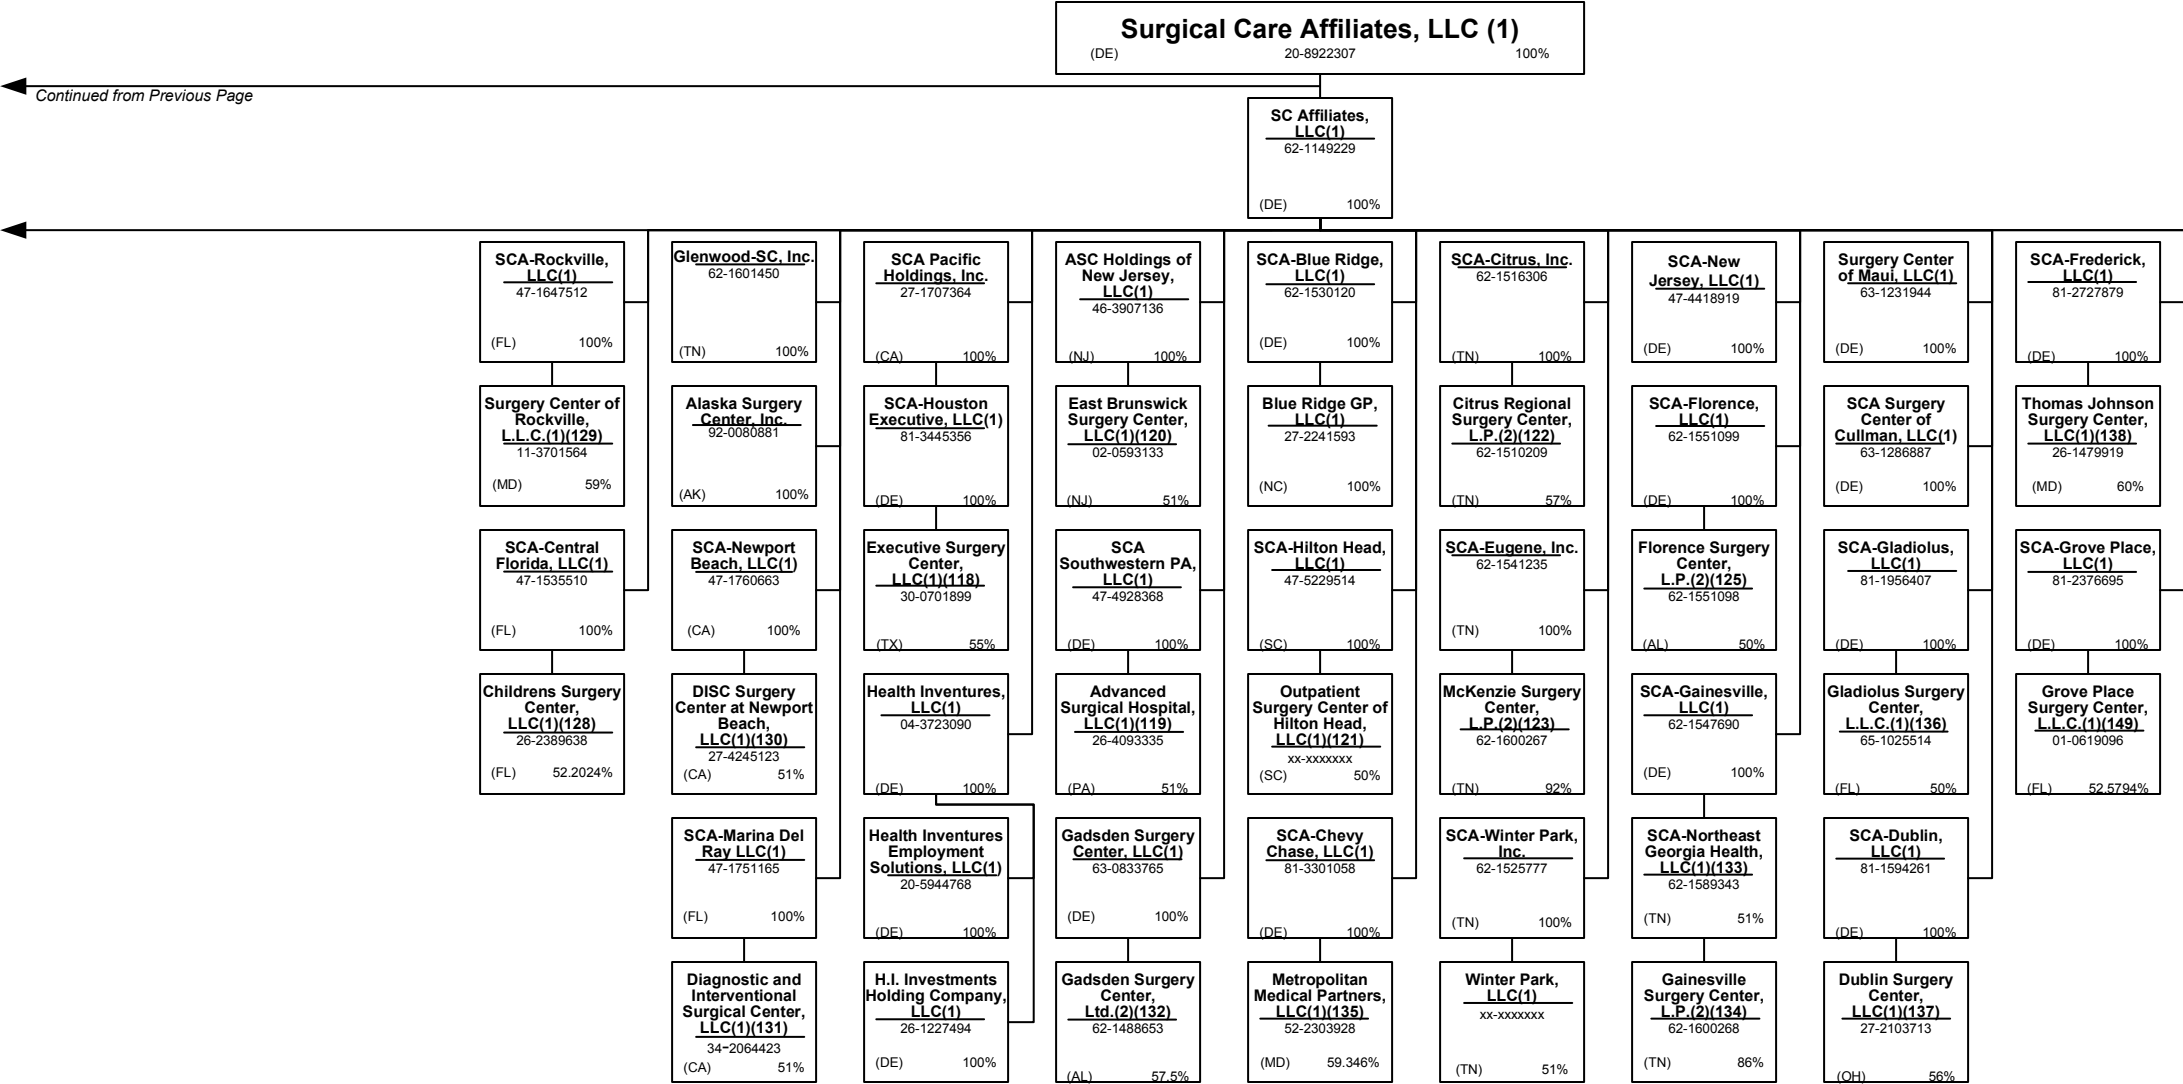 Surgical Care Affiliates, LLC (1)
(DE) 20-8922307 100%
Continued from Previous Page
SC Affiliates,
LLC(1)
62-1149229
(DE) 100%
SCA-Rockville,
LLC(1)
47-1647512
(FL) 100%
Surgery Center of
Rockville,
L.L.C.(1)(129)
11-3701564
(MD) 59%
SCA-Central
Florida, LLC(1)
47-1535510
(FL) 100%
Childrens Surgery
Center,
LLC(1)(128)
26-2389638
(FL) 52.2024%
Glenwood-SC, Inc.
62-1601450
(TN) 100%
Alaska Surgery
Center, Inc.
92-0080881
(AK) 100%
SCA-Newport
Beach, LLC(1)
47-1760663
(CA) 100%
DISC Surgery
Center at Newport
Beach,
LLC(1)(130)
27-4245123
(CA) 51%
SCA-Marina Del
Ray LLC(1)
47-1751165
(FL) 100%
Diagnostic and
Interventional
Surgical Center,
LLC(1)(131)
34-2064423
(CA) 51%
SCA Pacific
Holdings, Inc.
27-1707364
(CA) 100%
SCA-Houston
Executive, LLC(1)
81-3445356
(DE) 100%
Executive Surgery
Center,
LLC(1)(118)
30-0701899
(TX) 55%
Health Inventures,
LLC(1)
04-3723090
(DE) 100%
Health Inventures
Employment
Solutions, LLC(1)
20-5944768
(DE) 100%
H.I. Investments
Holding Company,
LLC(1)
26-1227494
(DE) 100%
ASC Holdings of
New Jersey,
LLC(1)
46-3907136
(NJ) 100%
East Brunswick
Surgery Center,
LLC(1)(120)
02-0593133
(NJ) 51%
SCA
Southwestern PA,
LLC(1)
47-4928368
(DE) 100%
Advanced
Surgical Hospital,
LLC(1)(119)
26-4093335
(PA) 51%
Gadsden Surgery
Center, LLC(1)
63-0833765
(DE) 100%
Gadsden Surgery
Center,
Ltd.(2)(132)
62-1488653
(AL) 57.5%
SCA-Blue Ridge,
LLC(1)
62-1530120
(DE) 100%
Blue Ridge GP,
LLC(1)
27-2241593
(NC) 100%
SCA-Hilton Head,
LLC(1)
47-5229514
(SC) 100%
Outpatient
Surgery Center of
Hilton Head,
LLC(1)(121)
xx-xxxxxxx
(SC) 50%
SCA-Chevy
Chase, LLC(1)
81-3301058
(DE) 100%
Metropolitan
Medical Partners,
LLC(1)(135)
52-2303928
(MD) 59.346%
SCA-Citrus, Inc.
62-1516306
(TN) 100%
Citrus Regional
Surgery Center,
L.P.(2)(122)
62-1510209
(TN) 57%
SCA-Eugene, Inc.
62-1541235
(TN) 100%
McKenzie Surgery
Center,
L.P.(2)(123)
62-1600267
(TN) 92%
SCA-Winter Park,
Inc.
62-1525777
(TN) 100%
Winter Park,
LLC(1)
xx-xxxxxxx
(TN) 51%
SCA-New
Jersey, LLC(1)
47-4418919
(DE) 100%
SCA-Florence,
LLC(1)
62-1551099
(DE) 100%
Florence Surgery
Center,
L.P.(2)(125)
62-1551098
(AL) 50%
SCA-Gainesville,
LLC(1)
62-1547690
(DE) 100%
SCA-Northeast
Georgia Health,
LLC(1)(133)
62-1589343
(TN) 51%
Gainesville
Surgery Center,
L.P.(2)(134)
62-1600268
(TN) 86%
Surgery Center
of Maui, LLC(1)
63-1231944
(DE) 100%
SCA Surgery
Center of
Cullman, LLC(1)
63-1286887
(DE) 100%
SCA-Gladiolus,
LLC(1)
81-1956407
(DE) 100%
Gladiolus Surgery
Center,
L.L.C.(1)(136)
65-1025514
(FL) 50%
SCA-Dublin,
LLC(1)
81-1594261
(DE) 100%
Dublin Surgery
Center,
LLC(1)(137)
27-2103713
(OH) 56%
SCA-Frederick,
LLC(1)
81-2727879
(DE) 100%
Thomas Johnson
Surgery Center,
LLC(1)(138)
26-1479919
(MD) 60%
SCA-Grove Place,
LLC(1)
81-2376695
(DE) 100%
Grove Place
Surgery Center,
L.L.C.(1)(149)
01-0619096
(FL) 52.5794%